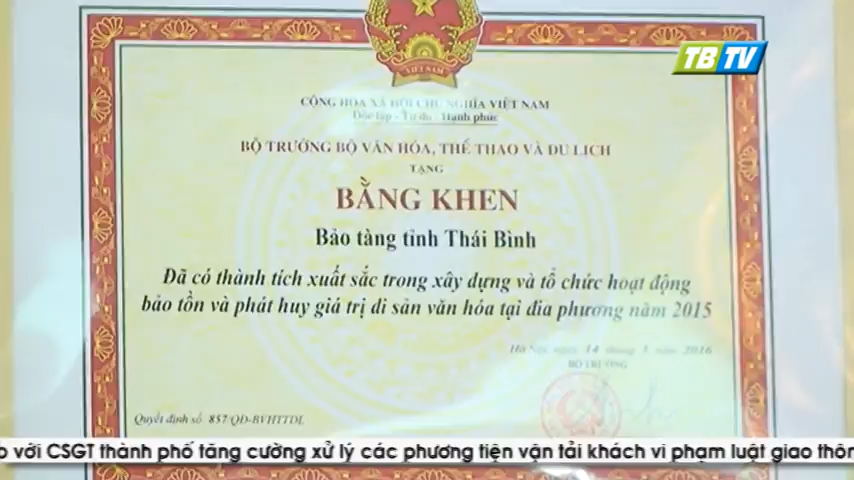 TBTV
VIỆT NAM
CỘNG HÒA XÃ HỘI CHỦ NGHĨA VIỆT NAM
Độc lập - Tự do - Hạnh phúc
BỘ TRƯỞNG BỘ VĂN HÓA, THỂ THAO VÀ DU LỊCH
TẶNG
BẰNG KHEN
Bảo tàng tỉnh Thái Bình
Đã có thành tích xuất sắc trong xây dựng và tổ chức hoạt động
bảo tồn và phát huy giá trị di sản văn hóa tại địa phương năm 2015
Hà Nội, ngày 14 tháng 3 năm 2016
BỘ TRƯỞNG
Quyết định số: 857/QĐ-BVHTTDL
với CSGT thành phố tăng cường xử lý các phương tiện vận tải khách vi phạm luật giao thôn